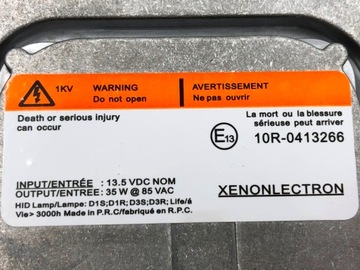 1KV
WARNING
Do not open
AVERTISSEMENT
Ne pas ouvrir
Death or serious injury
can occur
La mort ou la blessure
sérieuse peut arriver
E13
10R-0413266
INPUT/ENTRÉE : 13.5 VDC NOM
OUTPUT/ENTREE: 35 W @ 85 VAC
XENONLECTRON
HID Lamp/Lampe: D1S;D1R;D3S;D3R; Life/á
Vie> 3000h Made in P.R.C/fabriqué en R.P.C.